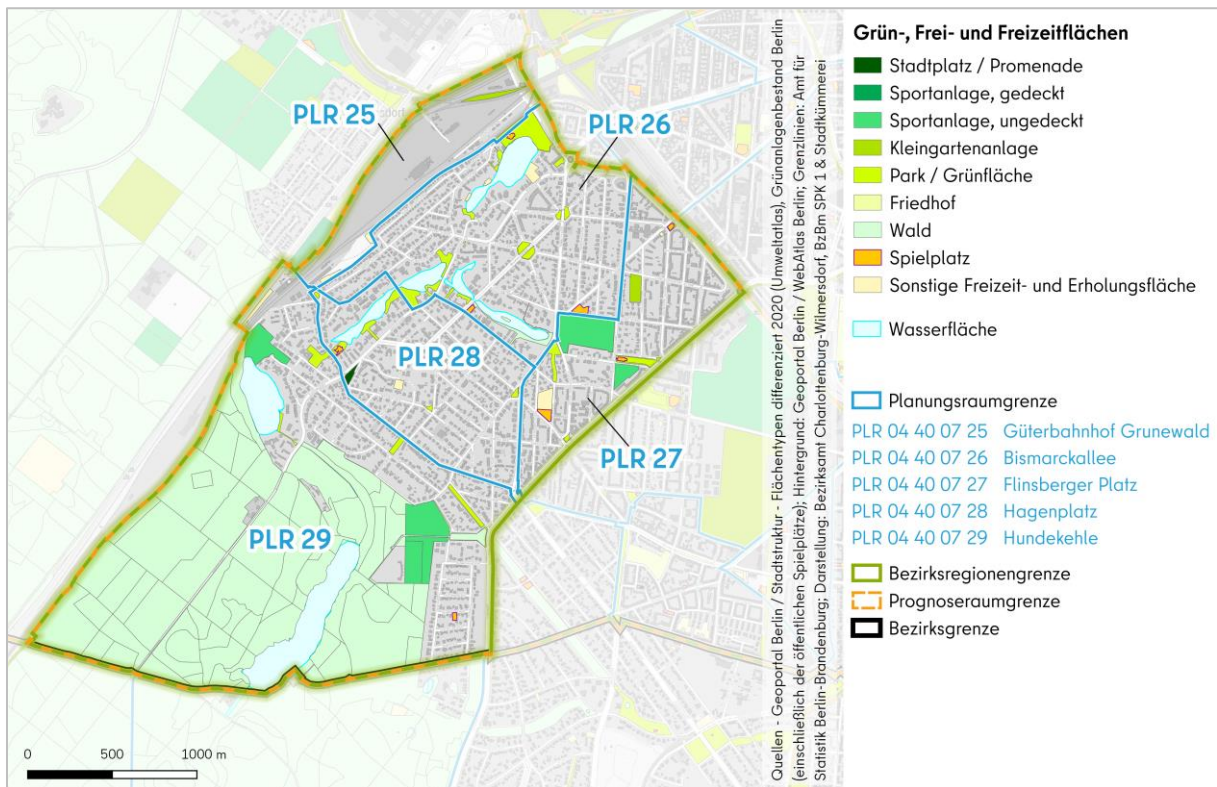 PLR 25
PLR 26
PLR 28
PLR 27
PLR 29
0 500 1000 m
Quellen - Geoportal Berlin / Stadtstruktur - Flächentypen differenziert 2020 (Umweltatlas), Grünanlagenbestand Berlin
(einschließlich der öffentlichen Spielplätze); Hintergrund: Geoportal Berlin / WebAtlas Berlin; Grenzlinien: Amt für
Statistik Berlin-Brandenburg; Darstellung: Bezirksamt Charlottenburg-Wilmersdorf, BzBm SPK 1 & Stadtkümmerei
Grün-, Frei- und Freizeitflächen
Stadtplatz / Promenade
Sportanlage, gedeckt
Sportanlage, ungedeckt
Kleingartenanlage
Park / Grünfläche
Friedhof
Wald
Spielplatz
Sonstige Freizeit- und Erholungsfläche
Wasserfläche
Planungsraumgrenze
PLR 04 40 07 25 Güterbahnhof Grunewald
PLR 04 40 07 26 Bismarckallee
PLR 04 40 07 27 Flinsberger Platz
PLR 04 40 07 28 Hagenplatz
PLR 04 40 07 29 Hundekehle
Bezirksregionengrenze
Prognoseraumgrenze
Bezirksgrenze